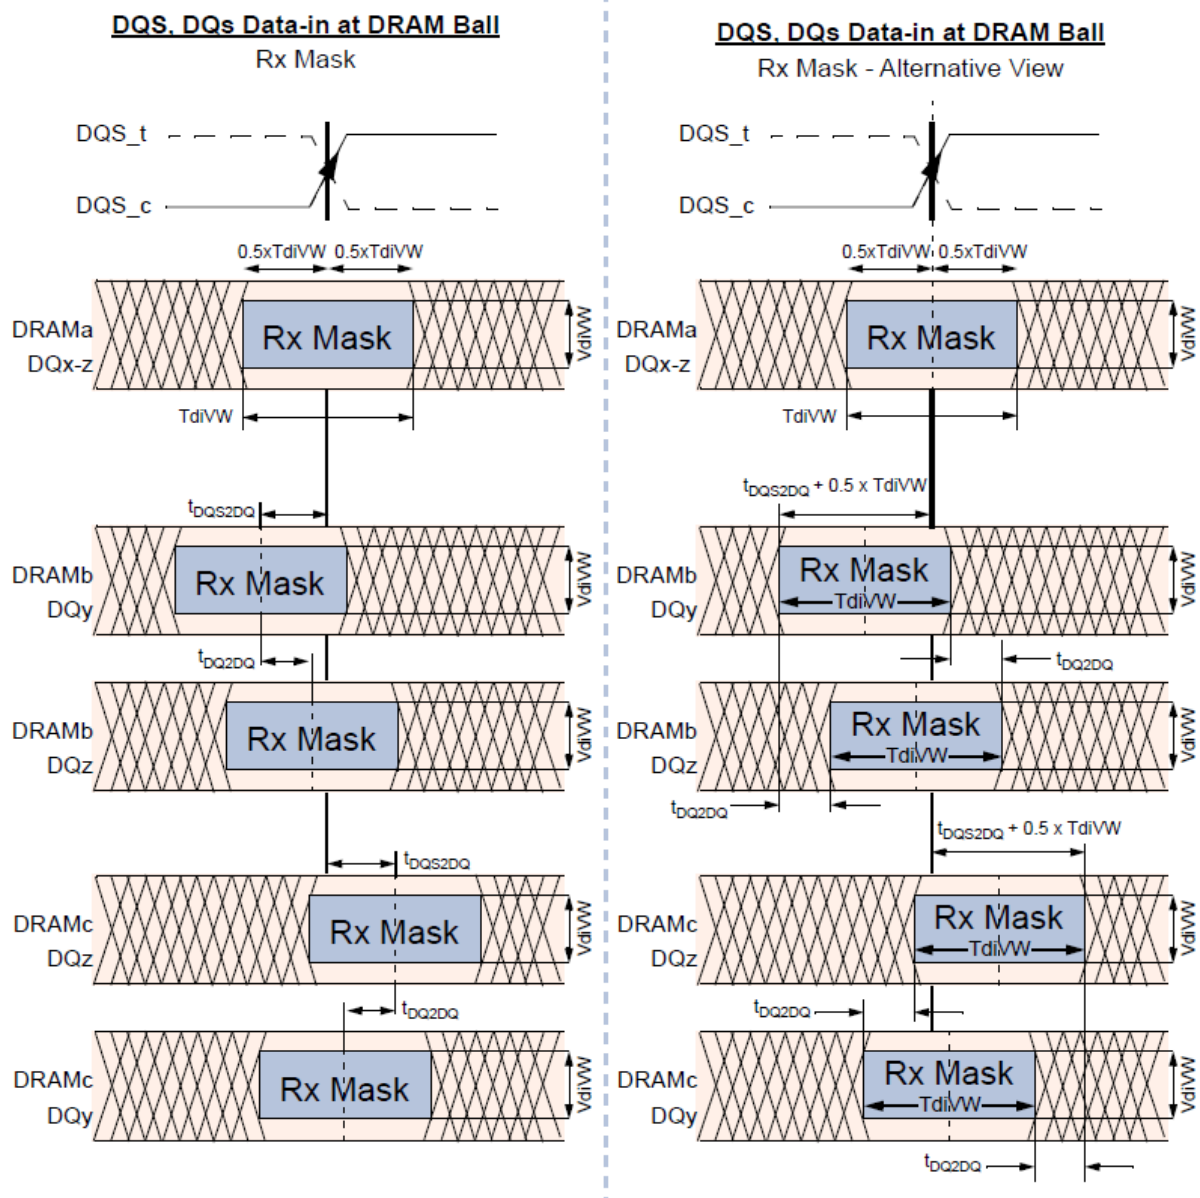 DQS, DQs Data-in at DRAM Ball
Rx Mask
DQS_t
DQS_c
0.5xTdiVW 0.5xTdiVW
Rx Mask
DRAMa
DQx-z
VdiVW
TdiVW
tDQS2DQ
Rx Mask
DRAMb
DQy
VdiVW
tDQ2DQ
Rx Mask
DRAMb
DQz
VdiVW
tDQS2DQ
Rx Mask
DRAMc
DQz
VdiVW
tDQ2DQ
Rx Mask
DRAMc
DQy
VdiVW
DQS, DQs Data-in at DRAM Ball
Rx Mask - Alternative View
DQS_t
DQS_c
0.5xTdiVW 0.5xTdiVW
Rx Mask
DRAMa
DQx-z
VdiVW
TdiVW
tDQS2DQ + 0.5 x TdiVW
Rx Mask
DRAMb
DQy
TdiVW
VdiVW
tDQ2DQ
Rx Mask
DRAMb
DQz
TdiVW
VdiVW
tDQ2DQ
tDQS2DQ + 0.5 x TdiVW
Rx Mask
DRAMc
DQz
TdiVW
VdiVW
tDQ2DQ
Rx Mask
DRAMc
DQy
TdiVW
VdiVW
tDQ2DQ